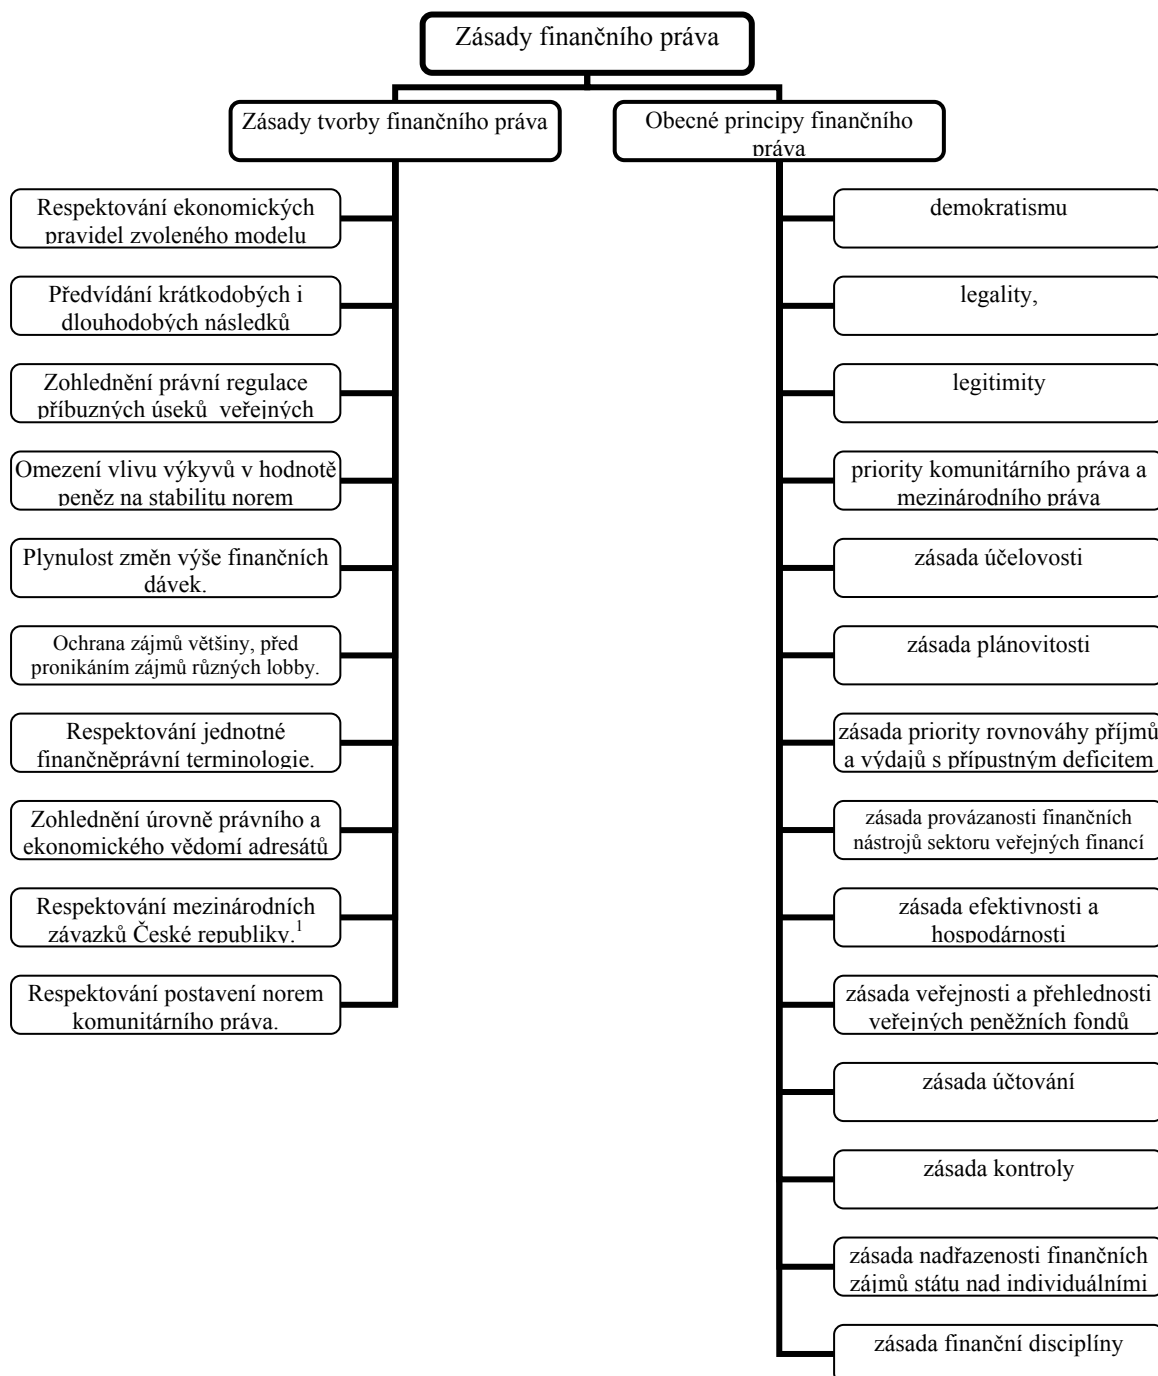 Zásady finančního práva
Zásady tvorby finančního práva
Obecné principy finančního
práva
Respektování ekonomických
pravidel zvoleného modelu
Předvídání krátkodobých i
dlouhodobých následků
Zohlednění právní regulace
příbuzných úseků  veřejných
Omezení vlivu výkyvů v hodnotě
peněz na stabilitu norem
Plynulost změn výše finančních
dávek.
Ochrana zájmů většiny, před
pronikáním zájmů různých lobby.
Respektování jednotné
finančněprávní terminologie.
Zohlednění úrovně právního a
ekonomického vědomí adresátů
Respektování mezinárodních
závazků České republiky.1
Respektování postavení norem
komunitárního práva.
demokratismu
legality,
legitimity
priority komunitárního práva a
mezinárodního práva
zásada účelovosti
zásada plánovitosti
zásada priority rovnováhy příjmů
a výdajů s přípustným deficitem
zásada provázanosti finančních
nástrojů sektoru veřejných financí
zásada efektivnosti a
hospodárnosti
zásada veřejnosti a přehlednosti
veřejných peněžních fondů
zásada účtování
zásada kontroly
zásada nadřazenosti finančních
zájmů státu nad individuálními
zásada finanční disciplíny